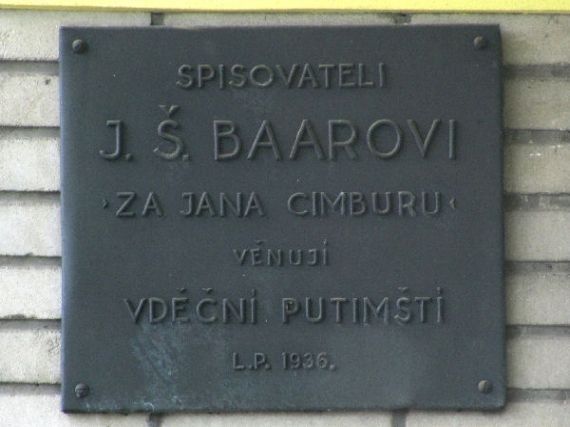 SPISOVATELI
J. Š. BAAROVI
›ZA JANA CIMBURU‹
VĚNUJÍ
VDĚČNÍ PUTIMŠTÍ
L.P. 1936.